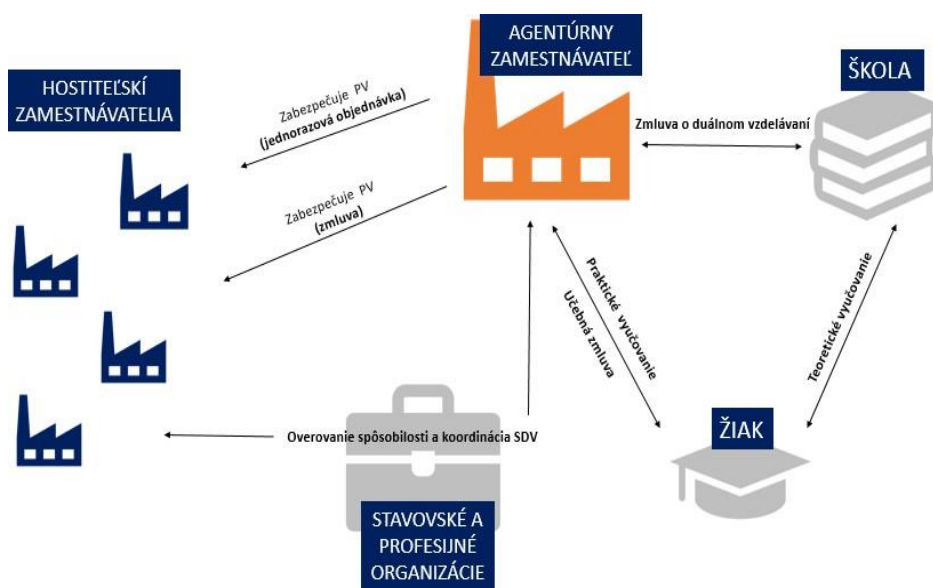 AGENTÚRNY
ZAMESTNÁVATEĽ
HOSTITEĽSKÍ
ZAMESTNÁVATELIA
ŠKOLA
Zabezpečuje PV
(jednorazová objednávka)
Zmluva o duálnom vzdelávaní
Zabezpečuje PV
(zmluva)
Praktické vyučovanie
Učebná zmluva
Teoretické vyučovanie
ŽIAK
Overovanie spôsobilosti a koordinácia SDV
STAVOVSKÉ A
PROFESIJNÉ
ORGANIZÁCIE